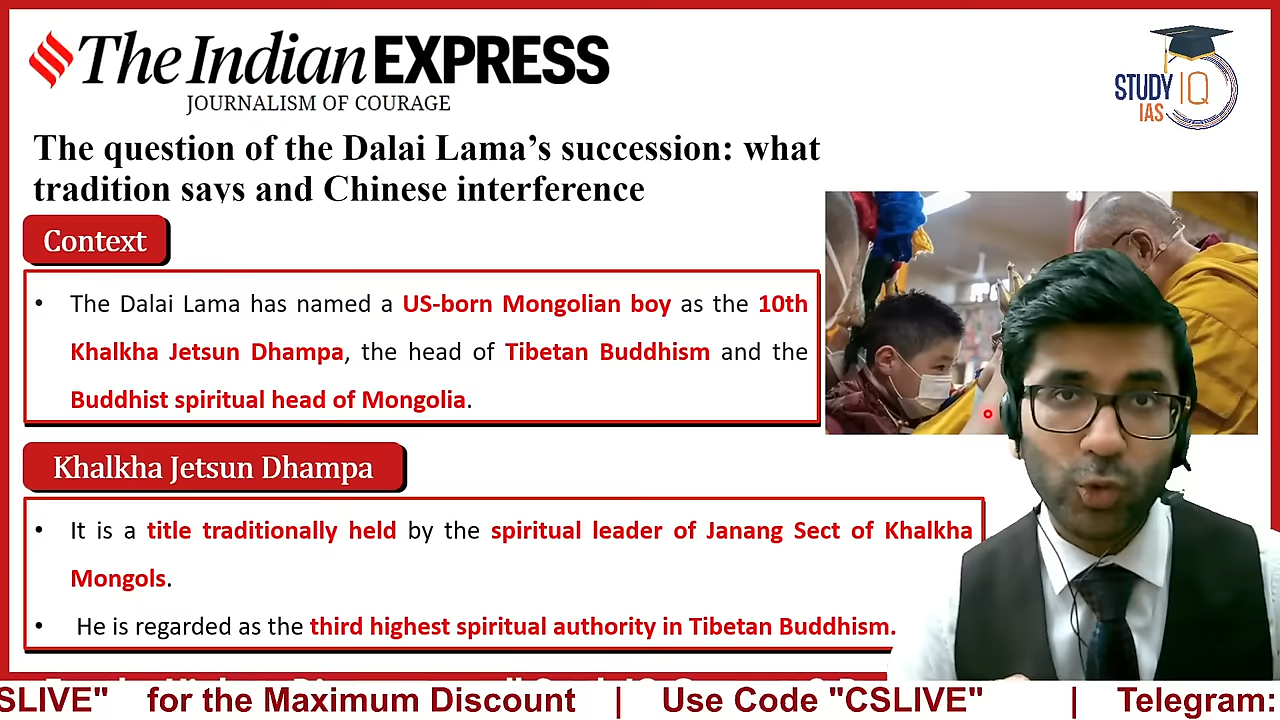 The Indian EXPRESS
JOURNALISM OF COURAGE
STUDY IQ
IAS
The question of the Dalai Lama’s succession: what
tradition says and Chinese interference
Context
• The Dalai Lama has named a US-born Mongolian boy as the 10th
Khalkha Jetsun Dhampa, the head of Tibetan Buddhism and the
Buddhist spiritual head of Mongolia.
Khalkha Jetsun Dhampa
• It is a title traditionally held by the spiritual leader of Janang Sect of Khalkha
Mongols.
• He is regarded as the third highest spiritual authority in Tibetan Buddhism.
SLIVE" for the Maximum Discount | Use Code "CSLIVE" | Telegram: